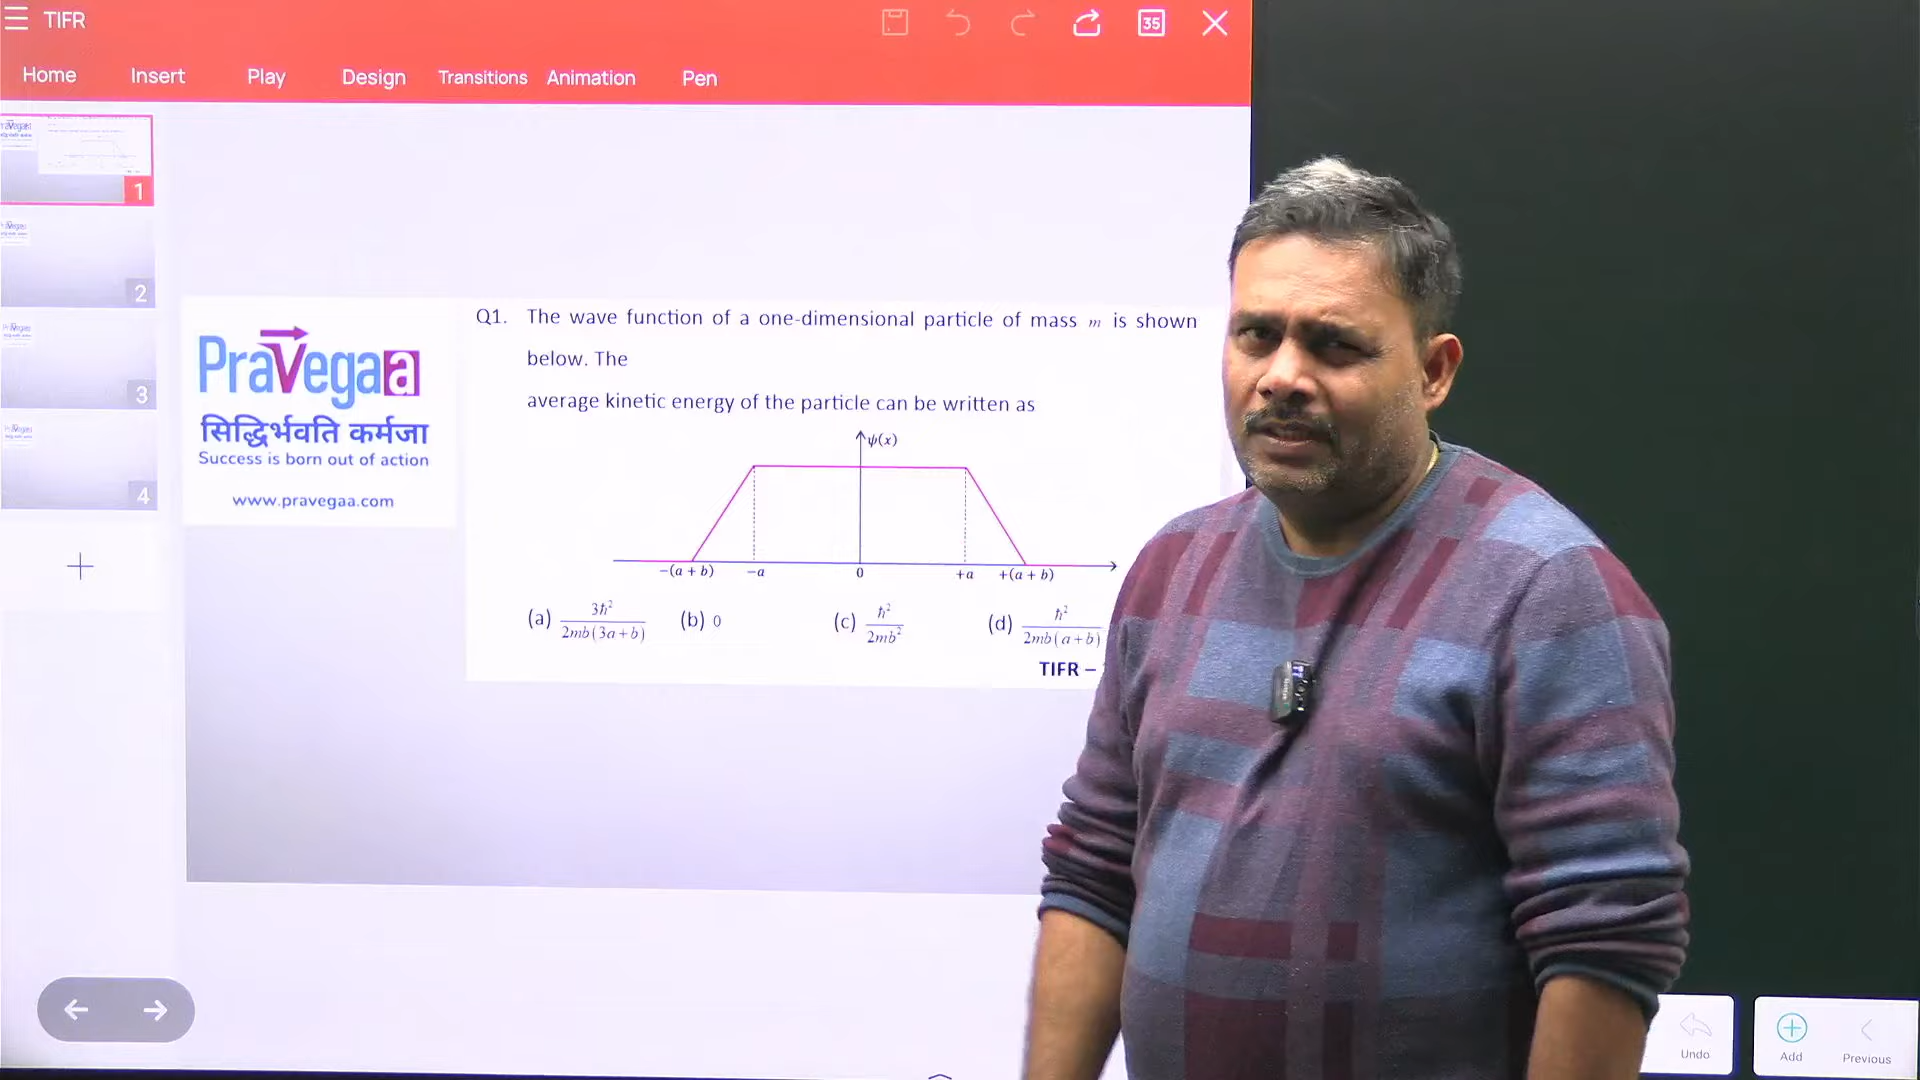 TIFR
35
Home Insert Play Design Transitions Animation Pen
1
2
3
4
Pravegaa
सिद्धिर्भवति कर्मजा
Success is born out of action
www.pravegaa.com
Q1. The wave function of a one-dimensional particle of mass m is shown
below. The
average kinetic energy of the particle can be written as
ψ(x)
−(a + b) −a 0 +a +(a + b)
(a) 3ħ²/2mb(3a+b) (b) 0 (c) ħ²/2mb² (d) ħ²/2mb(a+b)
TIFR –
Undo Add Previous